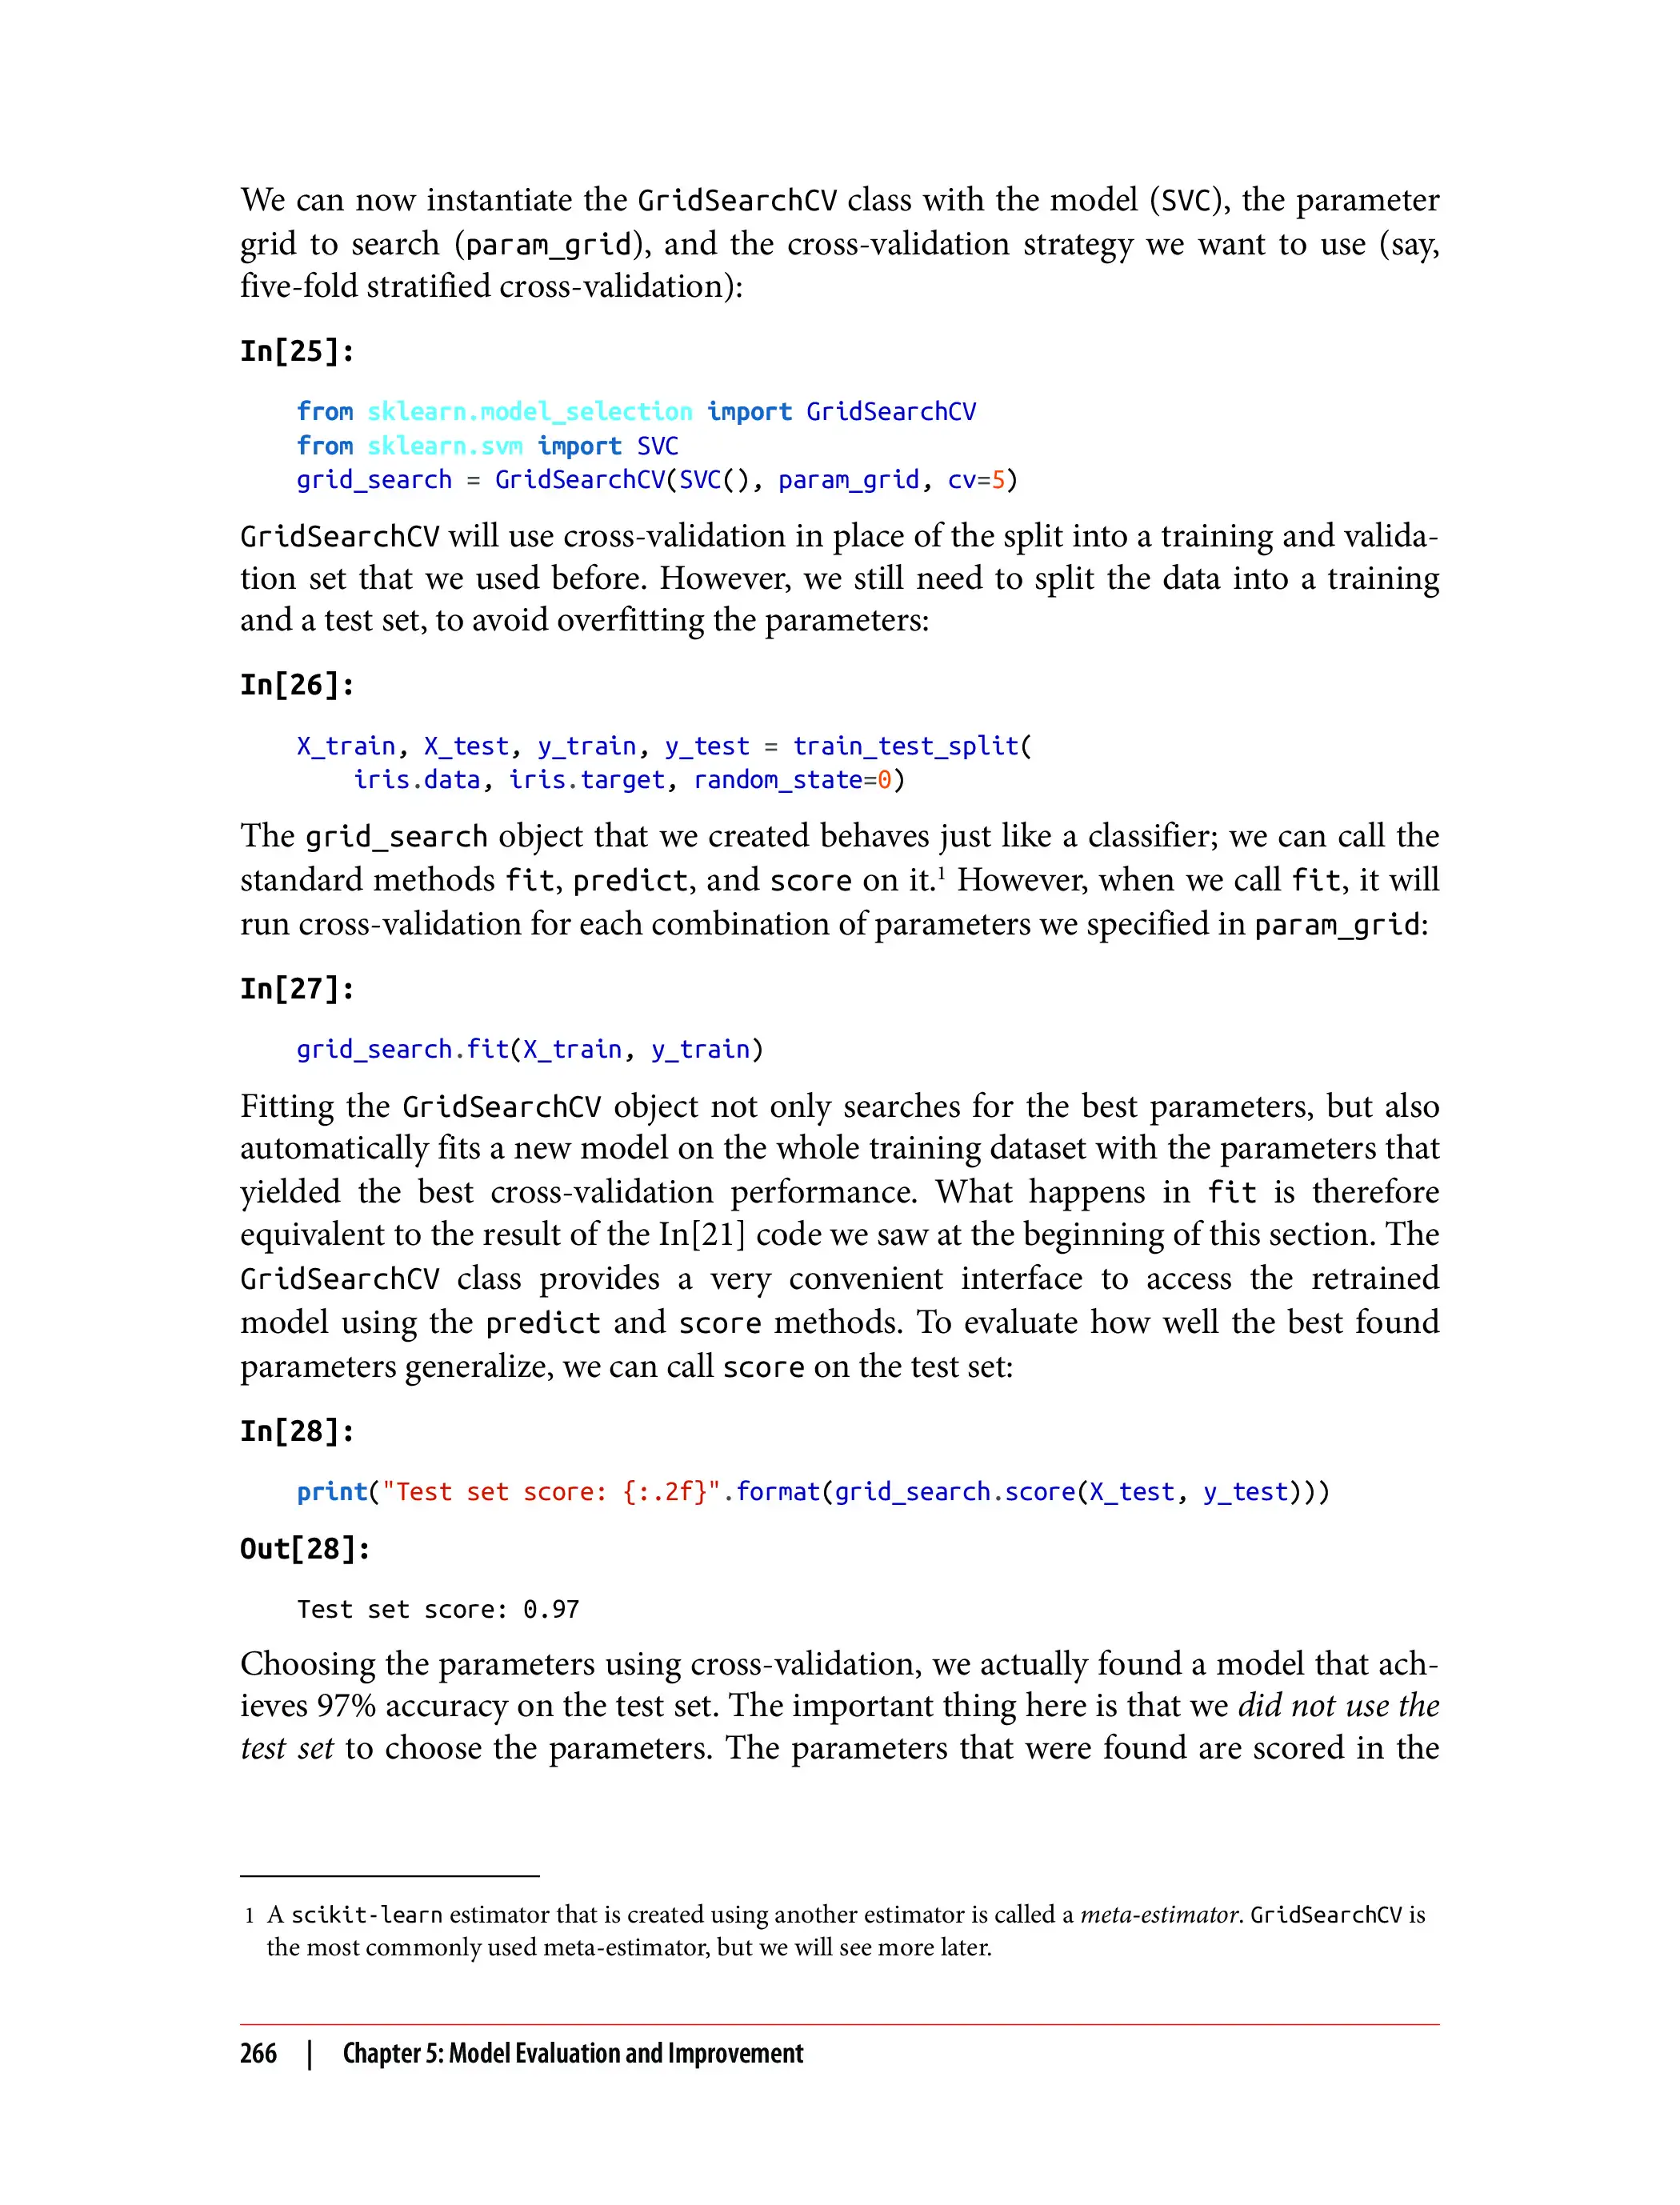 We can now instantiate the GridSearchCV class with the model (SVC), the parameter
grid to search (param_grid), and the cross-validation strategy we want to use (say,
five-fold stratified cross-validation):
In[25]:
from sklearn.model_selection import GridSearchCV
from sklearn.svm import SVC
grid_search = GridSearchCV(SVC(), param_grid, cv=5)
GridSearchCV will use cross-validation in place of the split into a training and valida-
tion set that we used before. However, we still need to split the data into a training
and a test set, to avoid overfitting the parameters:
In[26]:
X_train, X_test, y_train, y_test = train_test_split(
    iris.data, iris.target, random_state=0)
The grid_search object that we created behaves just like a classifier; we can call the
standard methods fit, predict, and score on it.1 However, when we call fit, it will
run cross-validation for each combination of parameters we specified in param_grid:
In[27]:
grid_search.fit(X_train, y_train)
Fitting the GridSearchCV object not only searches for the best parameters, but also
automatically fits a new model on the whole training dataset with the parameters that
yielded the best cross-validation performance. What happens in fit is therefore
equivalent to the result of the In[21] code we saw at the beginning of this section. The
GridSearchCV class provides a very convenient interface to access the retrained
model using the predict and score methods. To evaluate how well the best found
parameters generalize, we can call score on the test set:
In[28]:
print("Test set score: {:.2f}".format(grid_search.score(X_test, y_test)))
Out[28]:
Test set score: 0.97
Choosing the parameters using cross-validation, we actually found a model that ach-
ieves 97% accuracy on the test set. The important thing here is that we did not use the
test set to choose the parameters. The parameters that were found are scored in the
1 A scikit-learn estimator that is created using another estimator is called a meta-estimator. GridSearchCV is
the most commonly used meta-estimator, but we will see more later.
266 | Chapter 5: Model Evaluation and Improvement